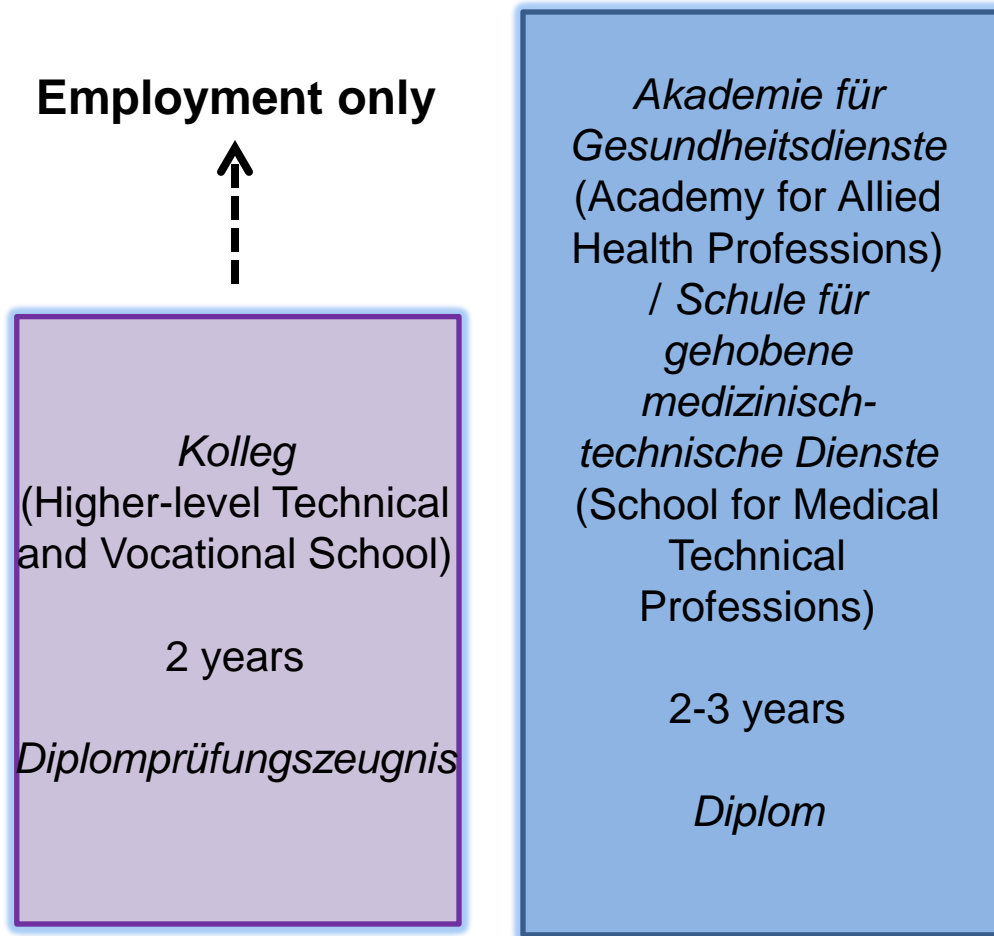 Employment only
Kolleg
(Higher-level Technical
and Vocational School)
2 years
Diplomprüfungszeugnis
Akademie für
Gesundheitsdienste
(Academy for Allied
Health Professions)
/ Schule für
gehobene
medizinisch-
technische Dienste
(School for Medical
Technical
Professions)
2-3 years
Diplom